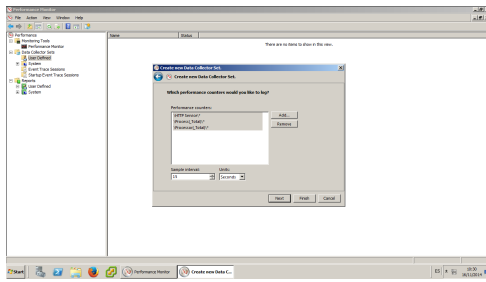 Performance Monitor
File Action View Window Help
Performance
Monitoring Tools
Performance Monitor
Data Collector Sets
User Defined
System
Event Trace Sessions
Startup Event Trace Sessions
Reports
User Defined
System
Name Status
There are no items to show in this view.
Create new Data Collector Set.
Create new Data Collector Set.
Which performance counters would you like to log?
Performance counters:
\HTTP Service\*
\Process(_Total)\*
\Processor(_Total)\*
Add...
Remove
Sample interval:
Units:
15
Seconds
Next Finish Cancel
Start
Performance Monitor
Create new Data C...
ES
10:30
16/11/2014